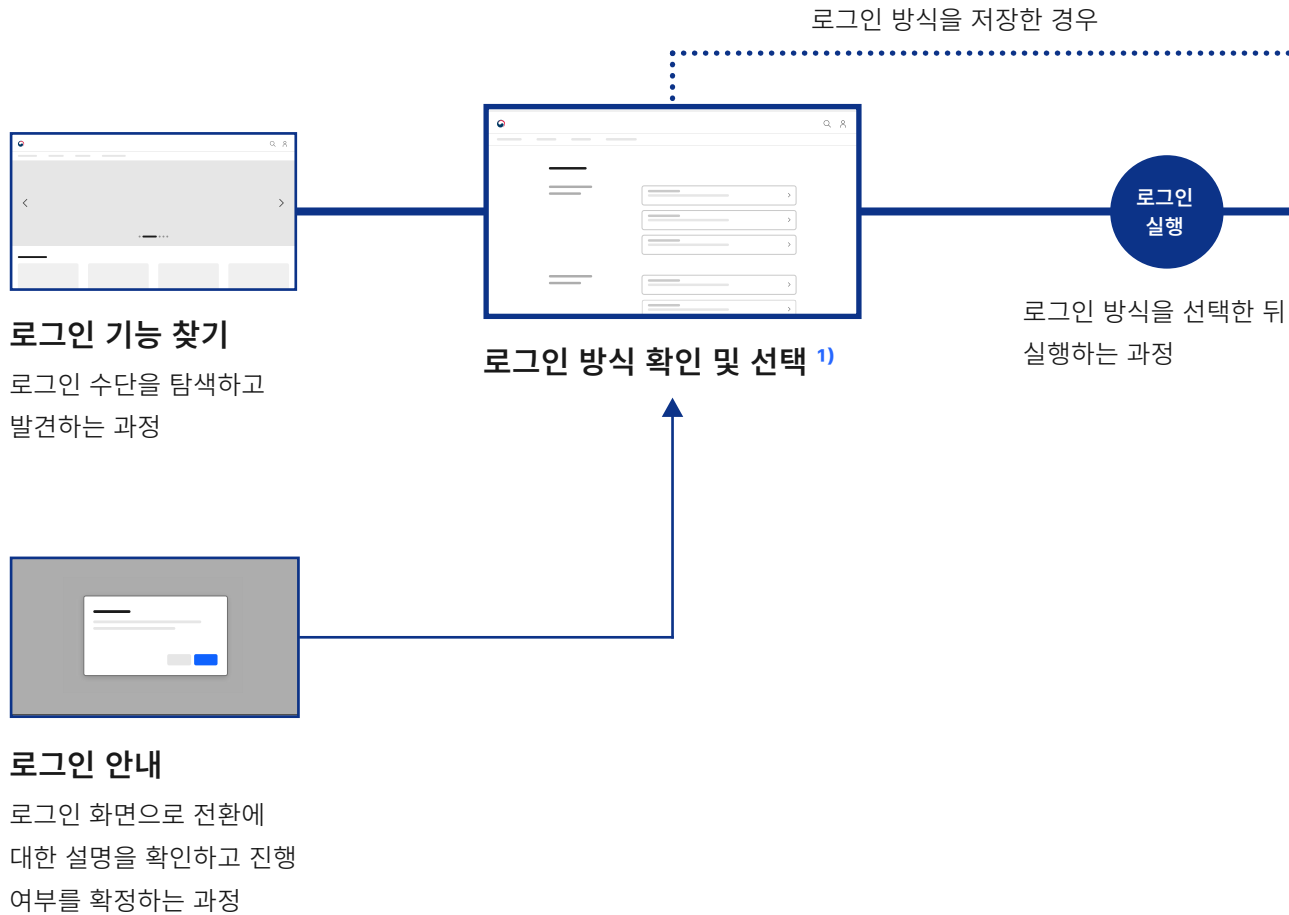 로그인 방식을 저장한 경우
로그인 기능 찾기
로그인 수단을 탐색하고
발견하는 과정
로그인 방식 확인 및 선택 1)
로그인
실행
로그인 방식을 선택한 뒤
실행하는 과정
로그인 안내
로그인 화면으로 전환에
대한 설명을 확인하고 진행
여부를 확정하는 과정